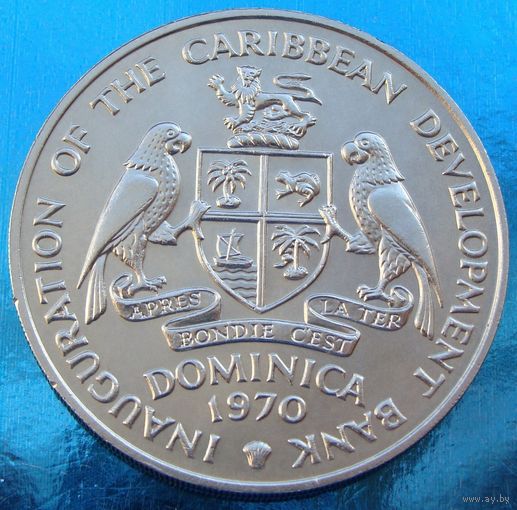 INAUGURATION OF THE CARIBBEAN DEVELOPMENT BANK
APRES BONDIE C'EST LA TER
DOMINICA
1970
www.ay.by